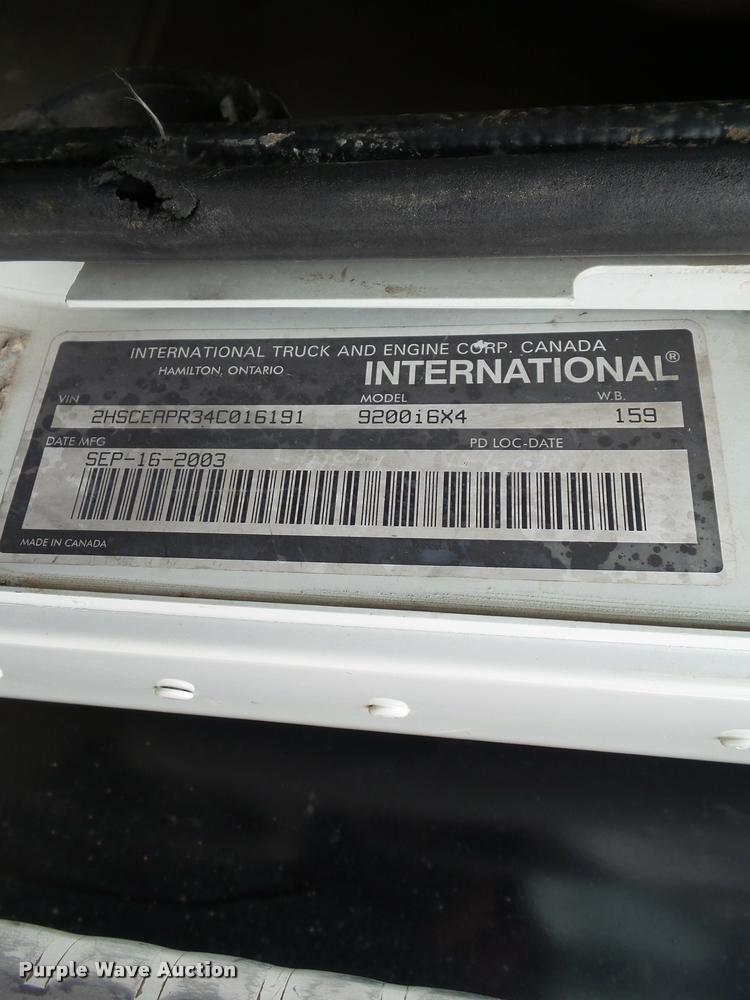 INTERNATIONAL TRUCK AND ENGINE CORP. CANADA
HAMILTON, ONTARIO INTERNATIONAL®
VIN MODEL W.B.
2HSCEAPR34C016191 9200i6X4 159
DATE MFG PD LOC-DATE
SEP-16-2003
MADE IN CANADA
Purple Wave Auction